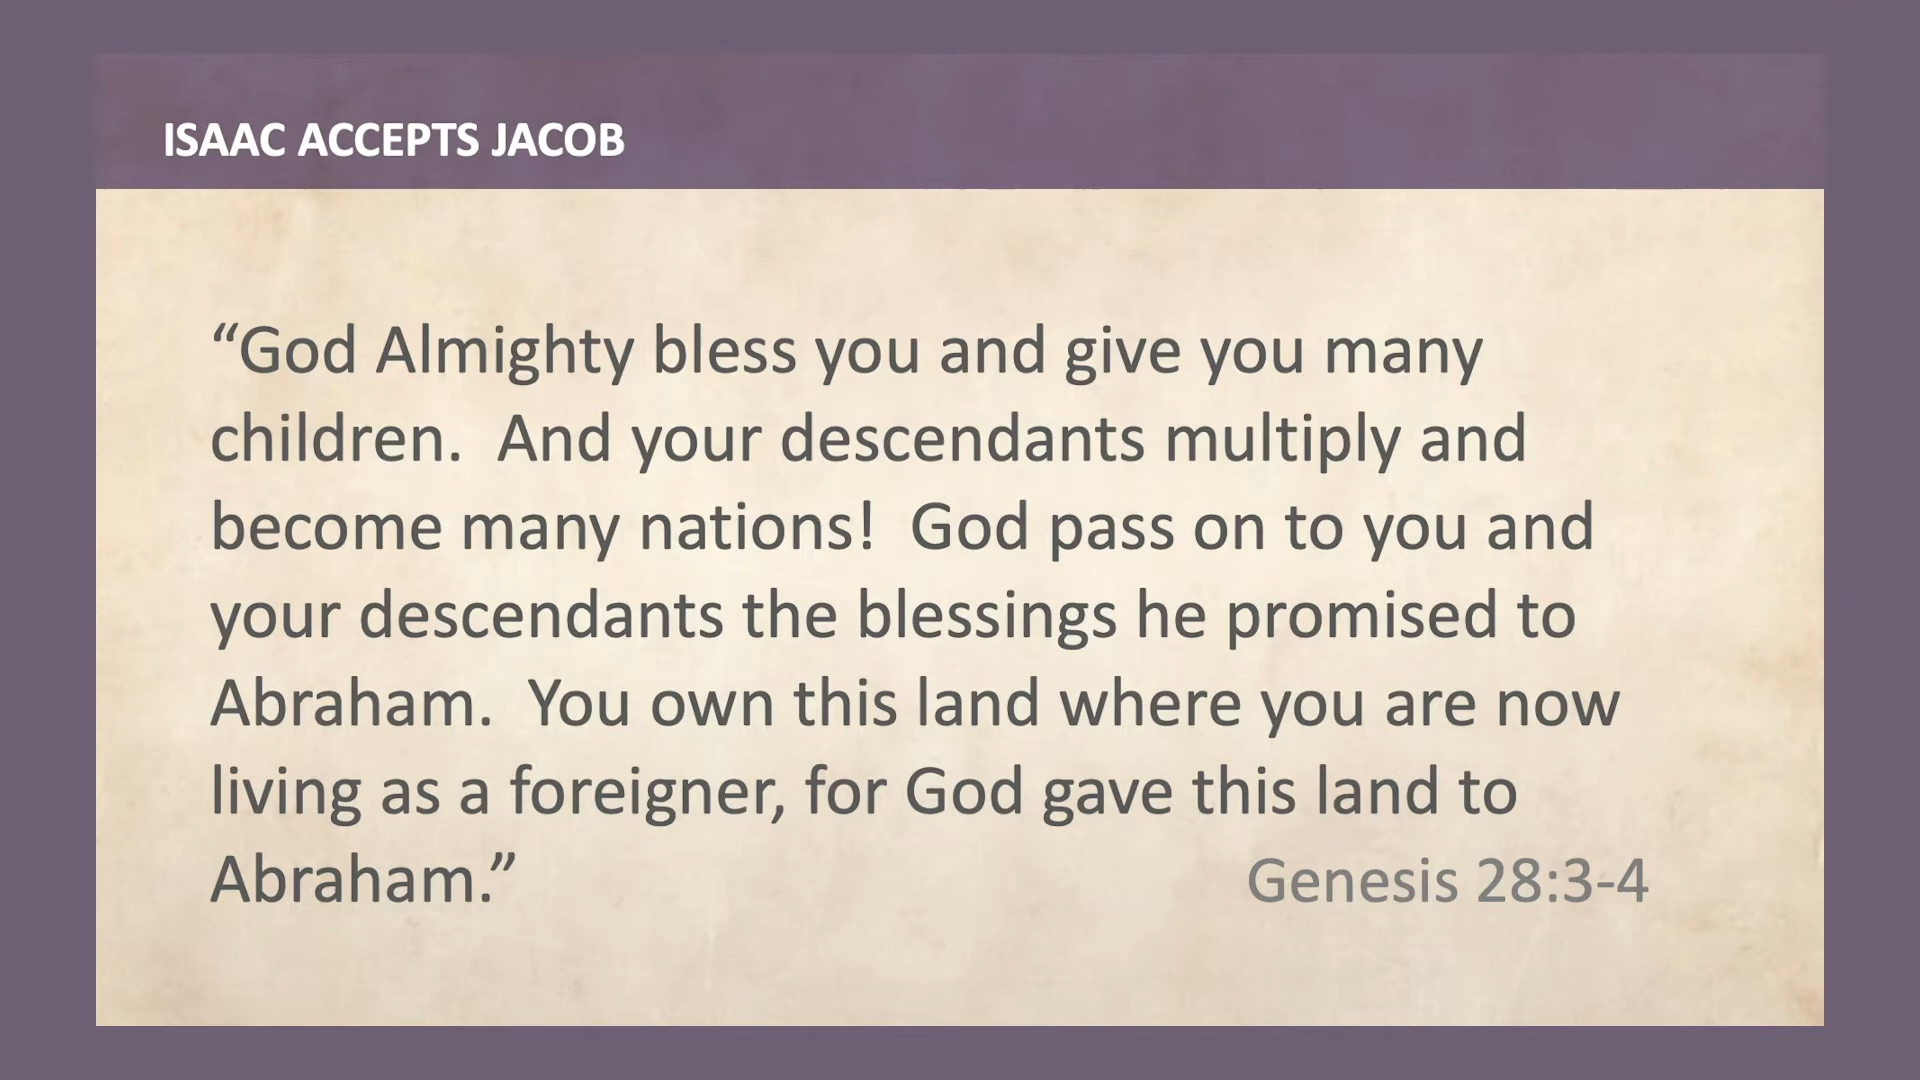 ISAAC ACCEPTS JACOB
“God Almighty bless you and give you many
children.  And your descendants multiply and
become many nations!  God pass on to you and
your descendants the blessings he promised to
Abraham.  You own this land where you are now
living as a foreigner, for God gave this land to
Abraham.” Genesis 28:3-4